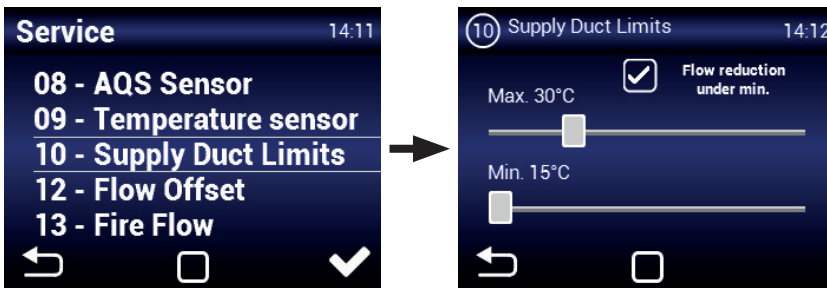 Service 14:11
08 - AQS Sensor
09 - Temperature sensor
10 - Supply Duct Limits
12 - Flow Offset
13 - Fire Flow
10 Supply Duct Limits 14:12
Flow reduction
under min.
Max. 30°C
Min. 15°C